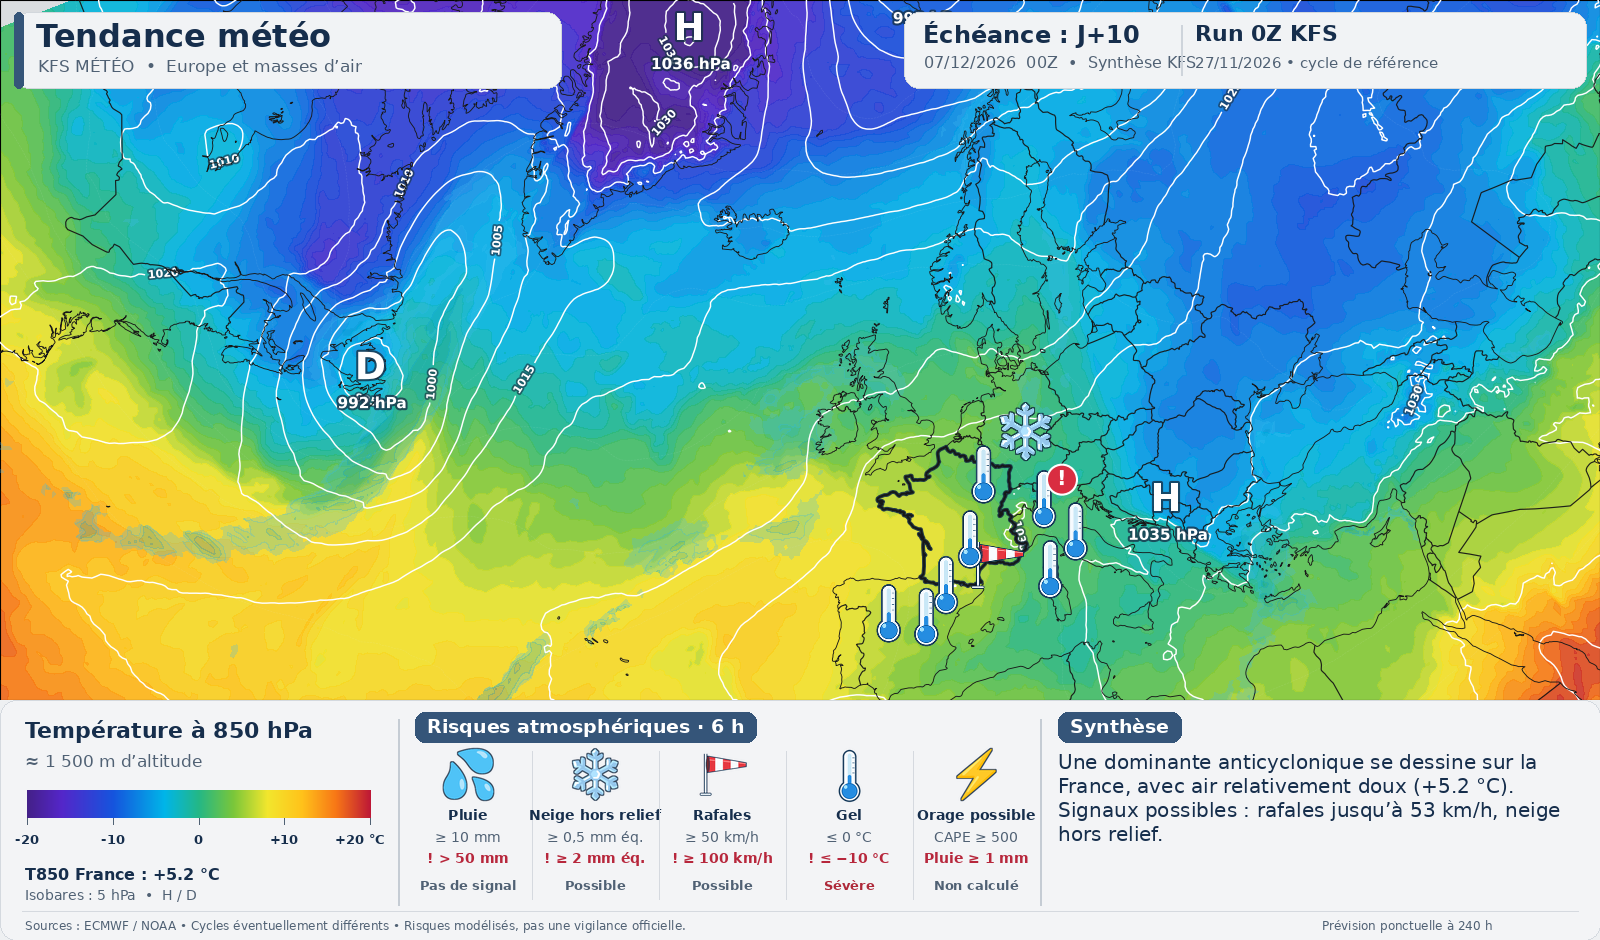 Tendance météo
KFS MÉTÉO • Europe et masses d’air
Échéance : J+10
07/12/2026 00Z • Synthèse KFS
Run 0Z KFS
27/11/2026 • cycle de référence
H
1036 hPa
1030
1010
1010
1005
1020
D
992 hPa
1000
1015
1030
!
H
1035 hPa
Température à 850 hPa
≈ 1 500 m d’altitude
-20 -10 0 +10 +20 °C
T850 France : +5.2 °C
Isobares : 5 hPa • H / D
Risques atmosphériques · 6 h
Pluie
≥ 10 mm
! > 50 mm
Pas de signal
Neige hors relief
≥ 0,5 mm éq.
! ≥ 2 mm éq.
Possible
Rafales
≥ 50 km/h
! ≥ 100 km/h
Possible
Gel
≤ 0 °C
! ≤ −10 °C
Sévère
Orage possible
CAPE ≥ 500
Pluie ≥ 1 mm
Non calculé
Synthèse
Une dominante anticyclonique se dessine sur la
France, avec air relativement doux (+5.2 °C).
Signaux possibles : rafales jusqu’à 53 km/h, neige
hors relief.
Sources : ECMWF / NOAA • Cycles éventuellement différents • Risques modélisés, pas une vigilance officielle.
Prévision ponctuelle à 240 h